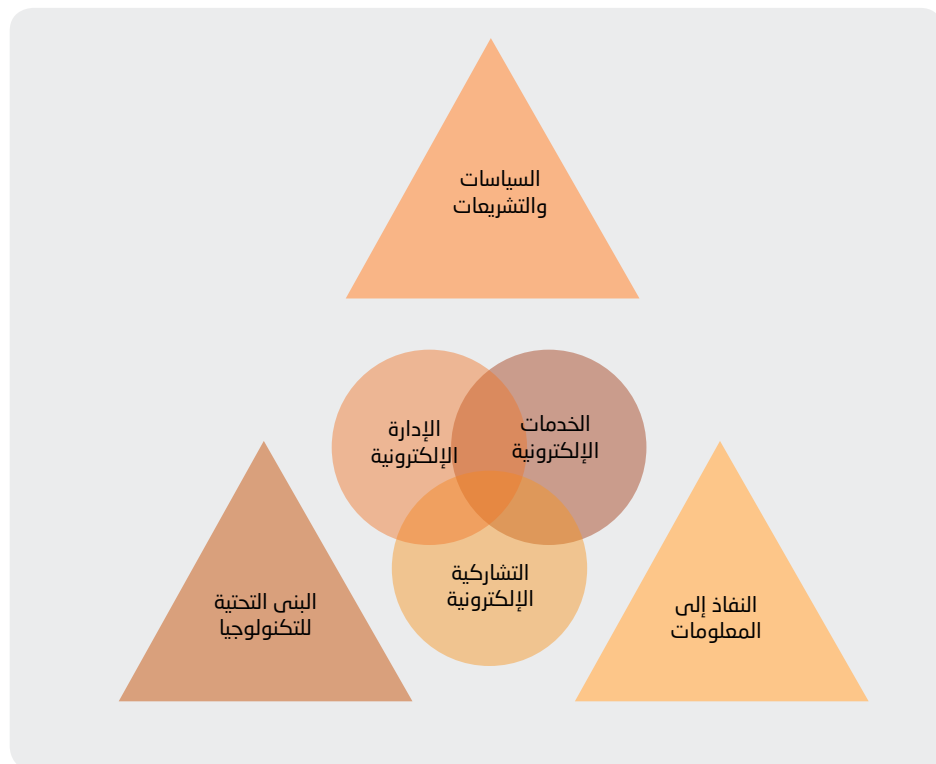 السياسات
والتشريعات
الخدمات
الإلكترونية
الإدارة
الإلكترونية
التشاركية
الإلكترونية
النفاذ إلى
المعلومات
البنى التحتية
للتكنولوجيا